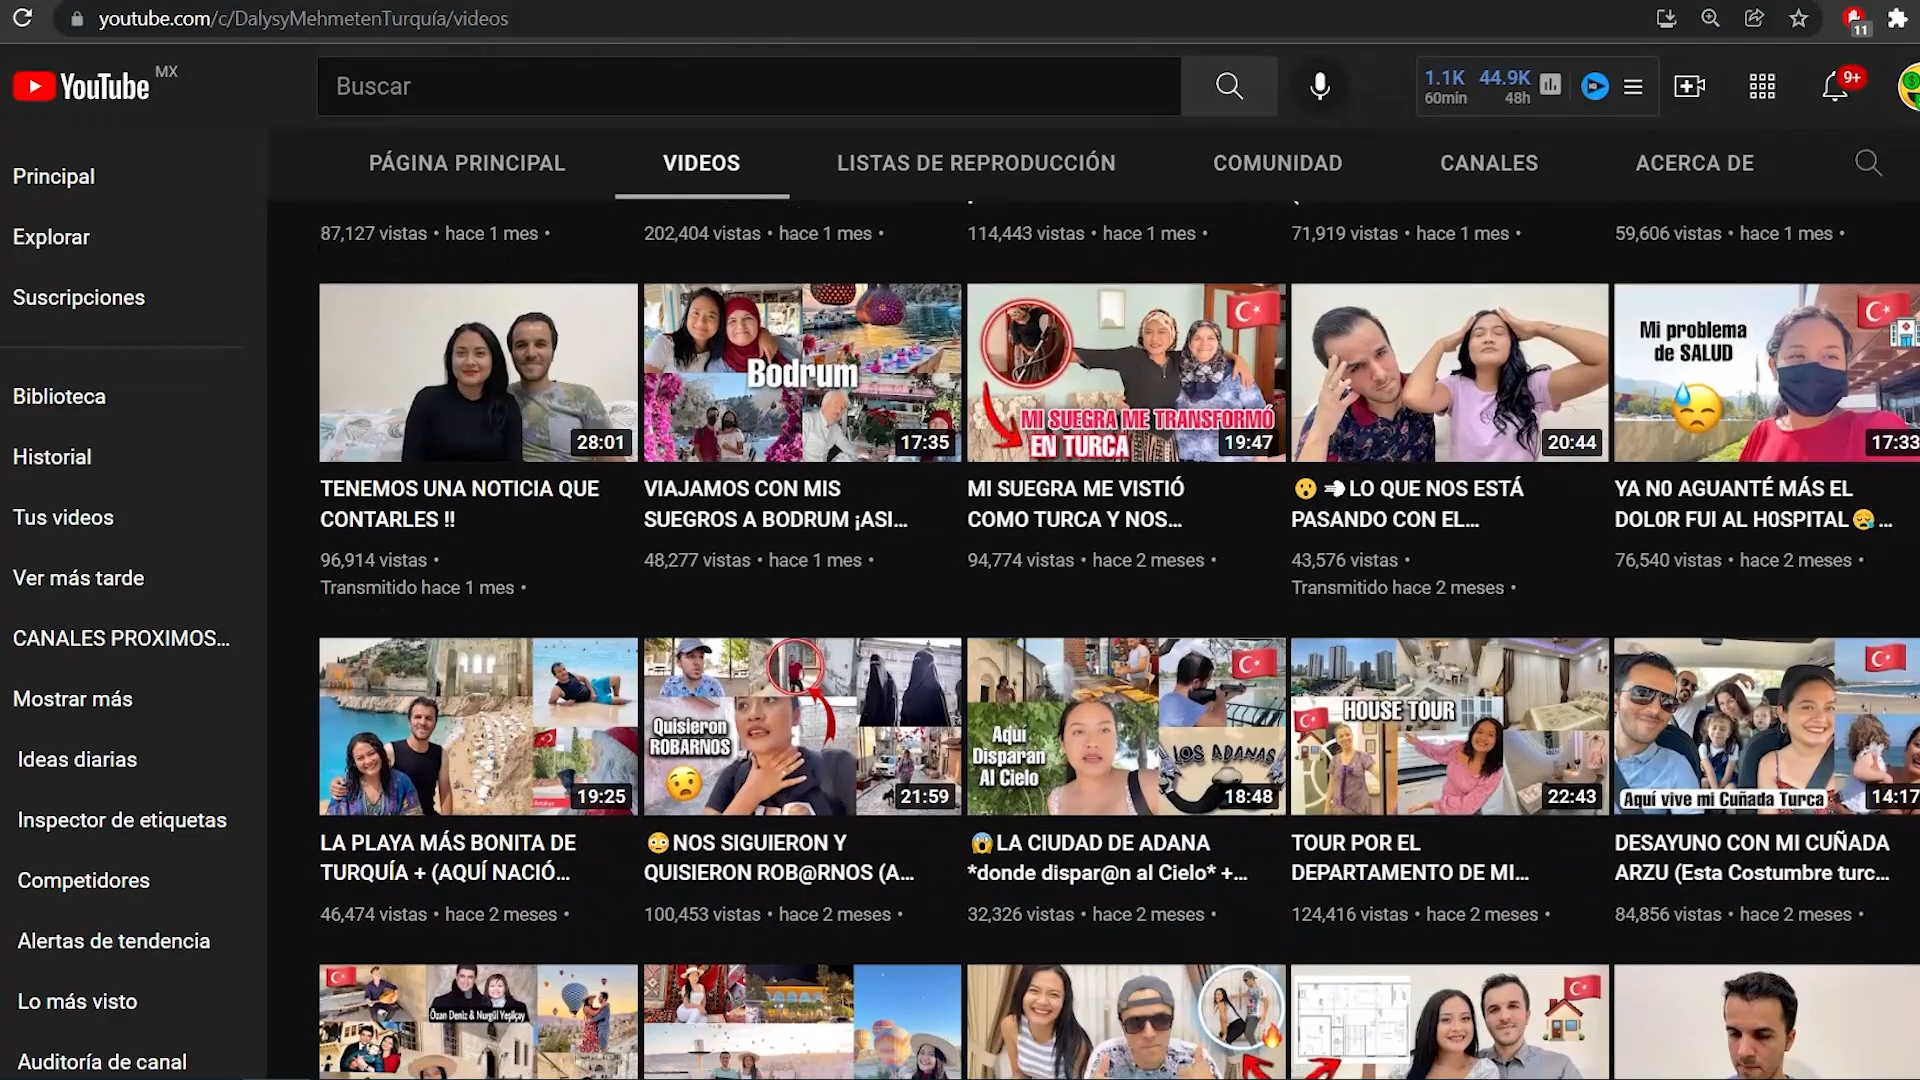 youtube.com/c/DalysyMehmetenTurquía/videos
11
YouTube MX
Buscar
1.1K 44.9K
60min 48h
9+
PÁGINA PRINCIPAL VIDEOS LISTAS DE REPRODUCCIÓN COMUNIDAD CANALES ACERCA DE
Principal
Explorar
Suscripciones
Biblioteca
Historial
Tus videos
Ver más tarde
CANALES PROXIMOS...
Mostrar más
Ideas diarias
Inspector de etiquetas
Competidores
Alertas de tendencia
Lo más visto
Auditoría de canal
87,127 vistas • hace 1 mes •
202,404 vistas • hace 1 mes •
114,443 vistas • hace 1 mes •
71,919 vistas • hace 1 mes •
59,606 vistas • hace 1 mes •
28:01
TENEMOS UNA NOTICIA QUE
CONTARLES !!
96,914 vistas •
Transmitido hace 1 mes •
Bodrum
17:35
VIAJAMOS CON MIS
SUEGROS A BODRUM ¡ASI...
48,277 vistas • hace 1 mes •
MI SUEGRA ME TRANSFORMÓ
EN TURCA
19:47
MI SUEGRA ME VISTIÓ
COMO TURCA Y NOS...
94,774 vistas • hace 2 meses •
20:44
😮💨LO QUE NOS ESTÁ
PASANDO CON EL...
43,576 vistas •
Transmitido hace 2 meses •
Mi problema
de SALUD
17:33
YA N0 AGUANTÉ MÁS EL
DOL0R FUI AL H0SPITAL😪...
76,540 vistas • hace 2 meses •
Antalya
19:25
LA PLAYA MÁS BONITA DE
TURQUÍA + (AQUÍ NACIÓ...
46,474 vistas • hace 2 meses •
Quisieron
ROBARNOS
21:59
😳NOS SIGUIERON Y
QUISIERON ROB@RNOS (A...
100,453 vistas • hace 2 meses •
Aquí
Disparan
Al Cielo
LOS ADANAS
18:48
😱LA CIUDAD DE ADANA
*donde dispar@n al Cielo* +...
32,326 vistas • hace 2 meses •
HOUSE TOUR
22:43
TOUR POR EL
DEPARTAMENTO DE MI...
124,416 vistas • hace 2 meses •
Aquí vive mi Cuñada Turca
14:17
DESAYUNO CON MI CUÑADA
ARZU (Esta Costumbre turc...
84,856 vistas • hace 2 meses •
Özan Deniz & Nurgül Yeşilçay